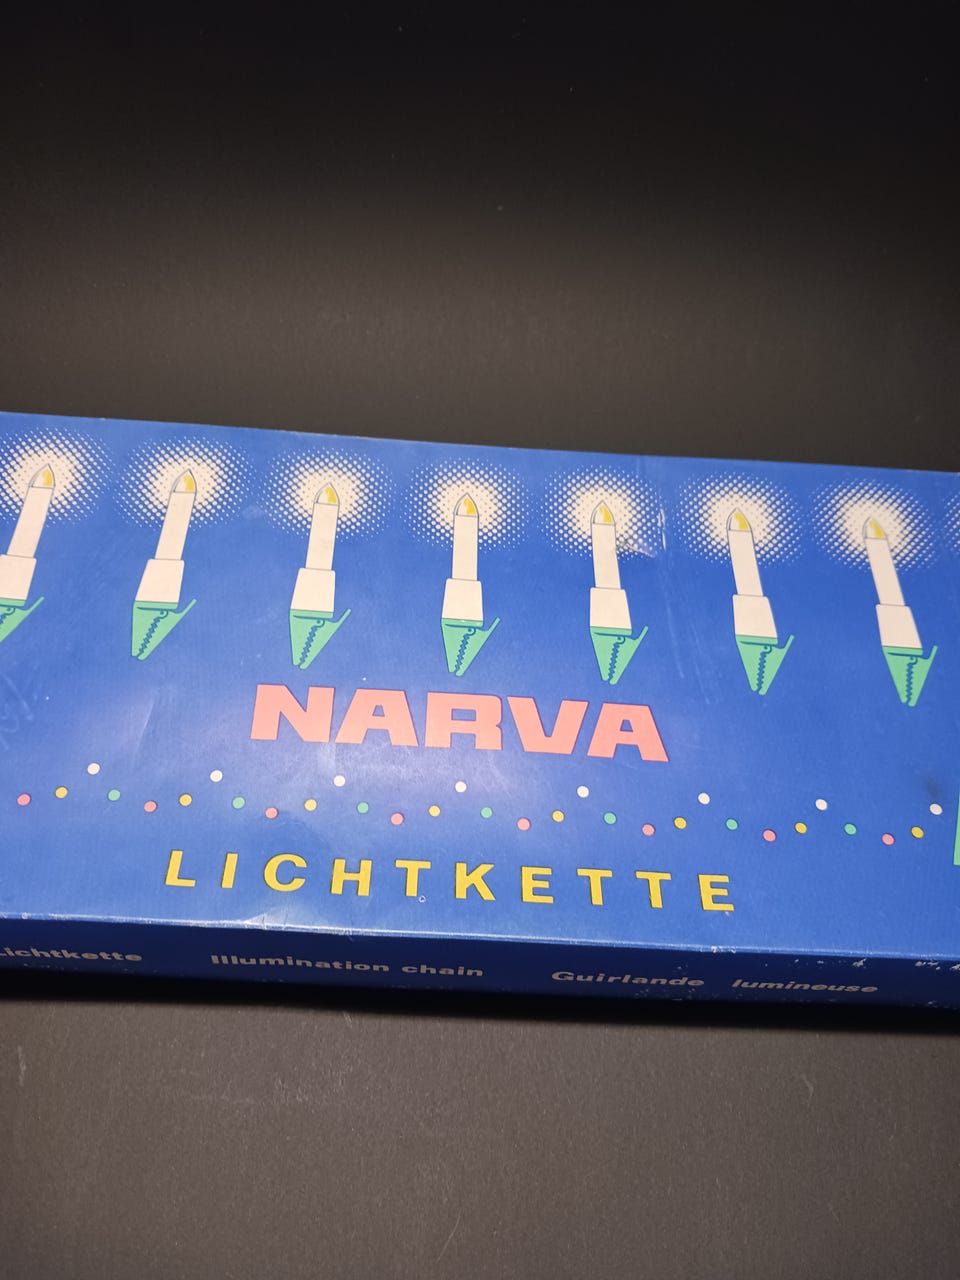 NARVA
LICHTKETTE
Lichtkette Illumination chain Guirlande lumineuse